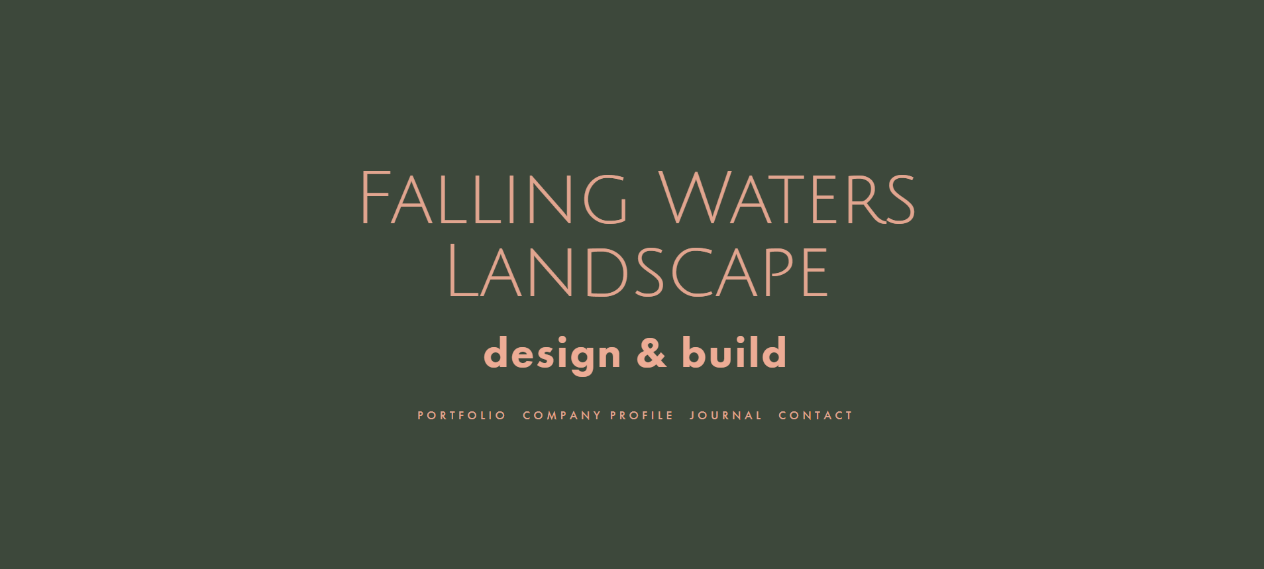 Falling Waters
Landscape
design & build
PORTFOLIO COMPANY PROFILE JOURNAL CONTACT